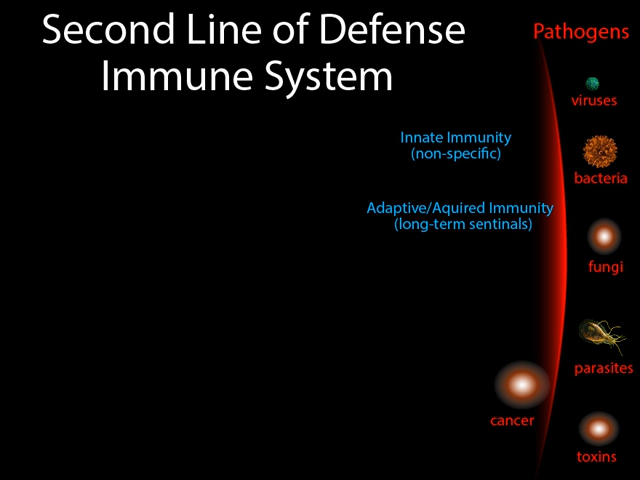 Second Line of Defense
Immune System
Pathogens
viruses
Innate Immunity
(non-specific)
bacteria
Adaptive/Aquired Immunity
(long-term sentinals)
fungi
parasites
cancer
toxins